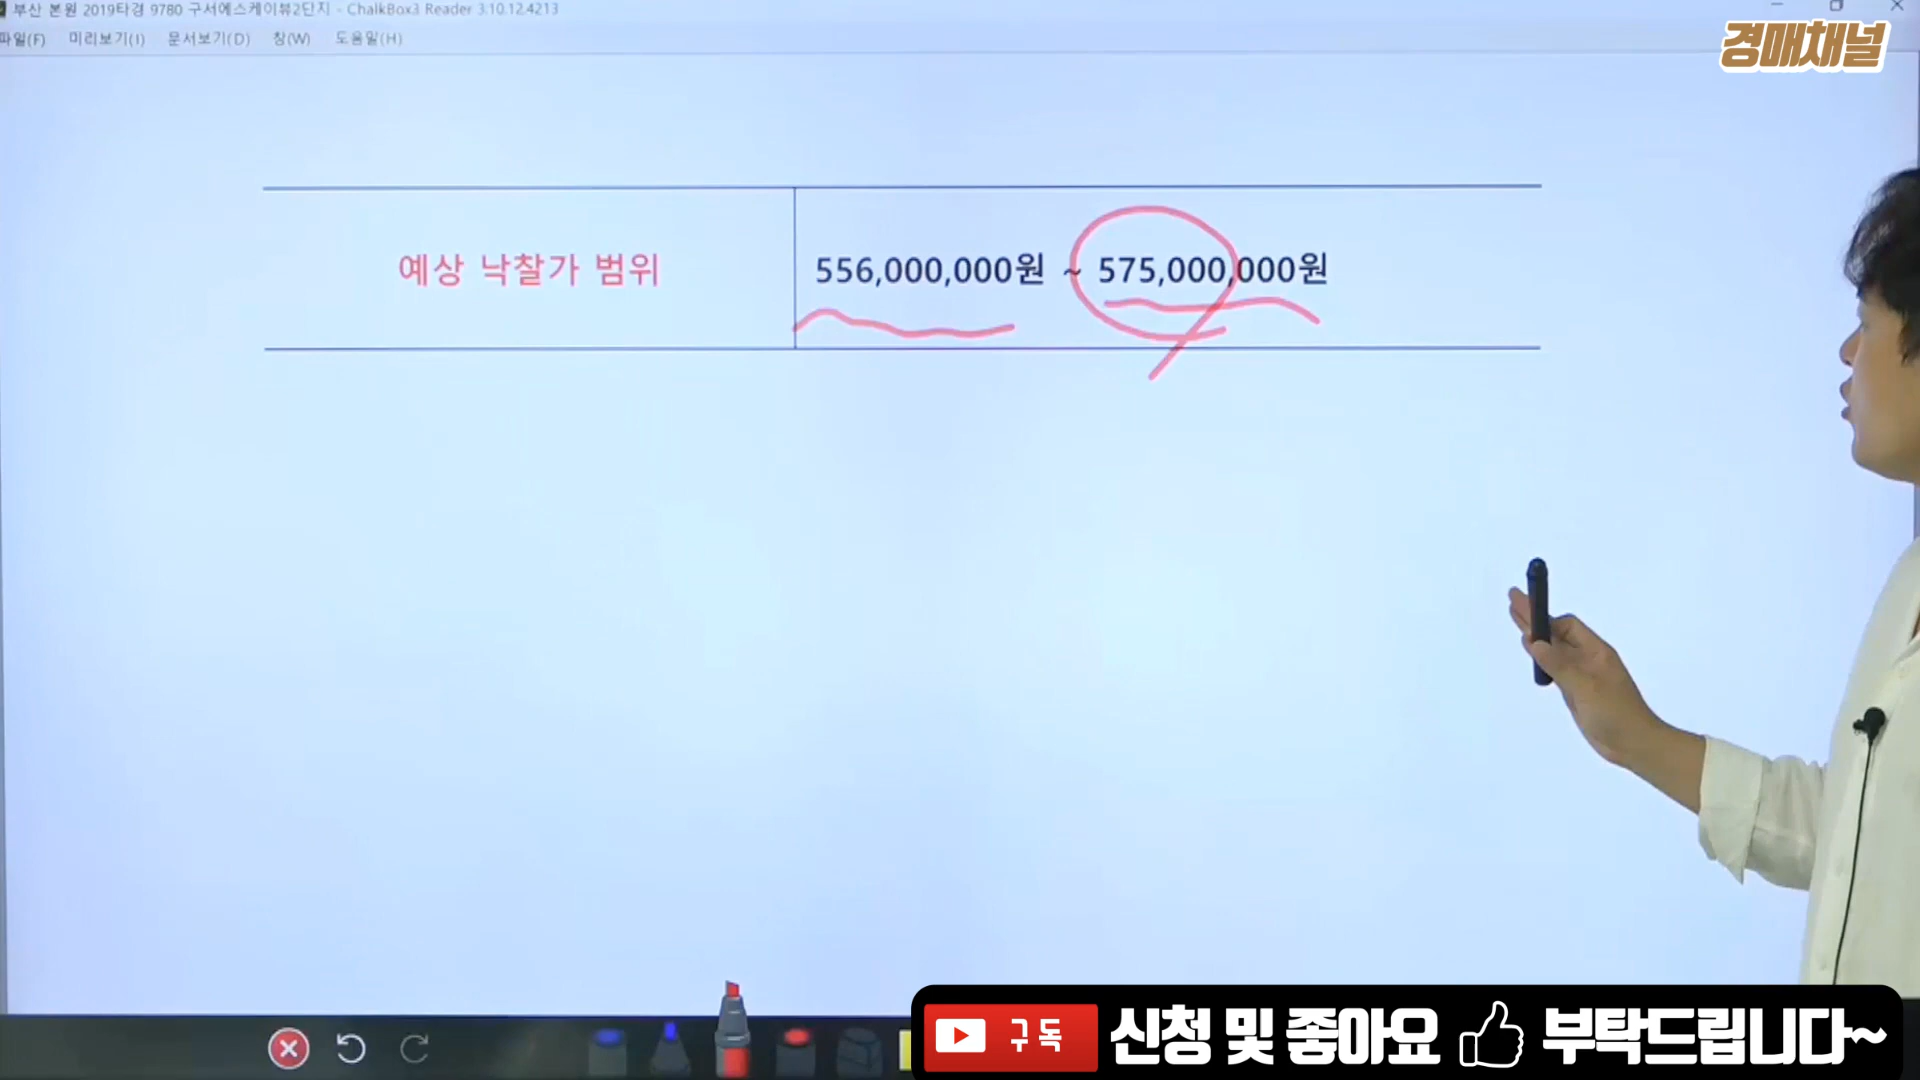 부산 본원 2019타경 9780 구서에스케이뷰2단지 - ChalkBox3 Reader 3.10.12.4213
파일(F) 미리보기(I) 문서보기(D) 창(W) 도움말(H)
경매채널
예상 낙찰가 범위
556,000,000원 ~ 575,000,000원
구독 신청 및 좋아요 부탁드립니다~